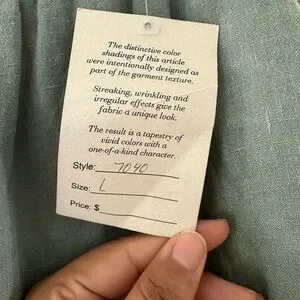 The distinctive color
shadings of this article
were intentionally designed as
part of the garment texture.
Streaking, wrinkling and
irregular effects give the
fabric a unique look.
The result is a tapestry of
vivid colors with a
one-of-a-kind character.
Style: 7040
Size: L
Price: $